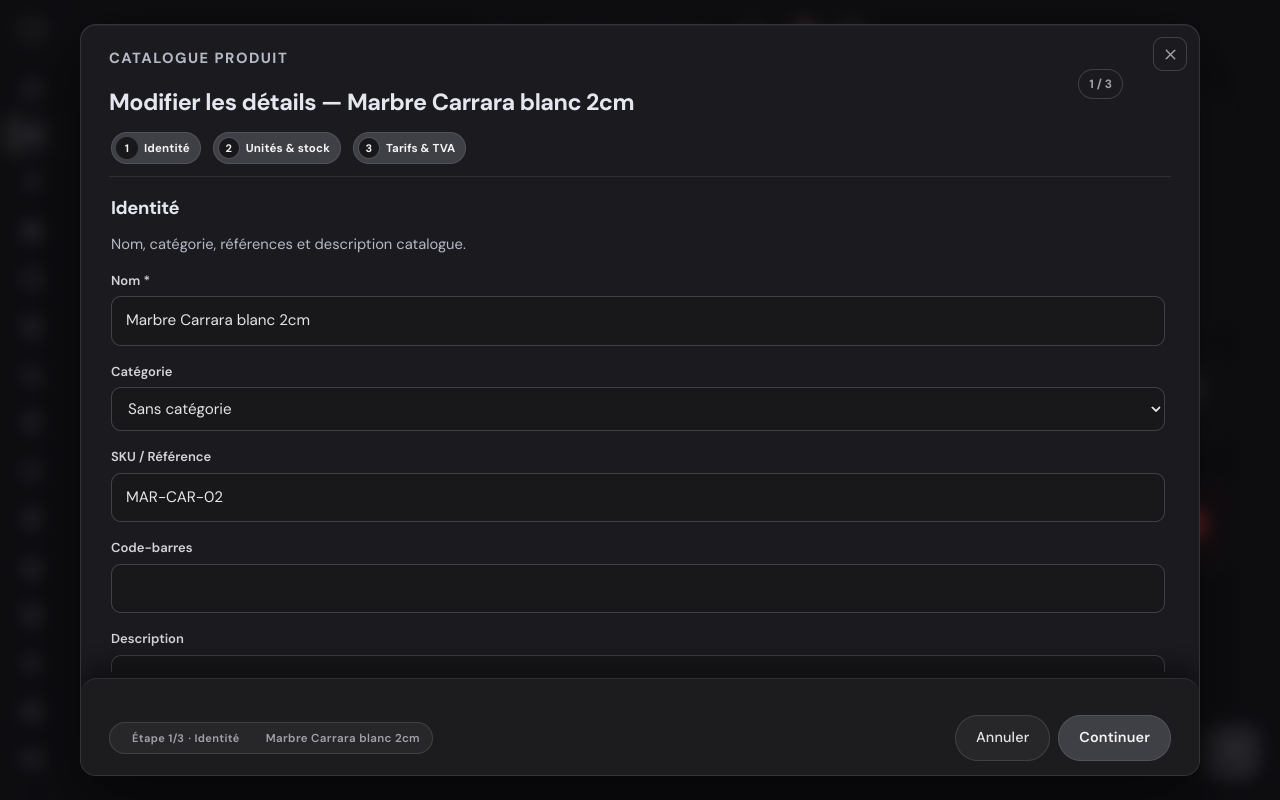 CATALOGUE PRODUIT
1 / 3
Modifier les détails — Marbre Carrara blanc 2cm
1 Identité 2 Unités & stock 3 Tarifs & TVA
Identité
Nom, catégorie, références et description catalogue.
Nom *
Marbre Carrara blanc 2cm
Catégorie
Sans catégorie
SKU / Référence
MAR-CAR-02
Code-barres
Description
Étape 1/3 · Identité Marbre Carrara blanc 2cm
Annuler Continuer